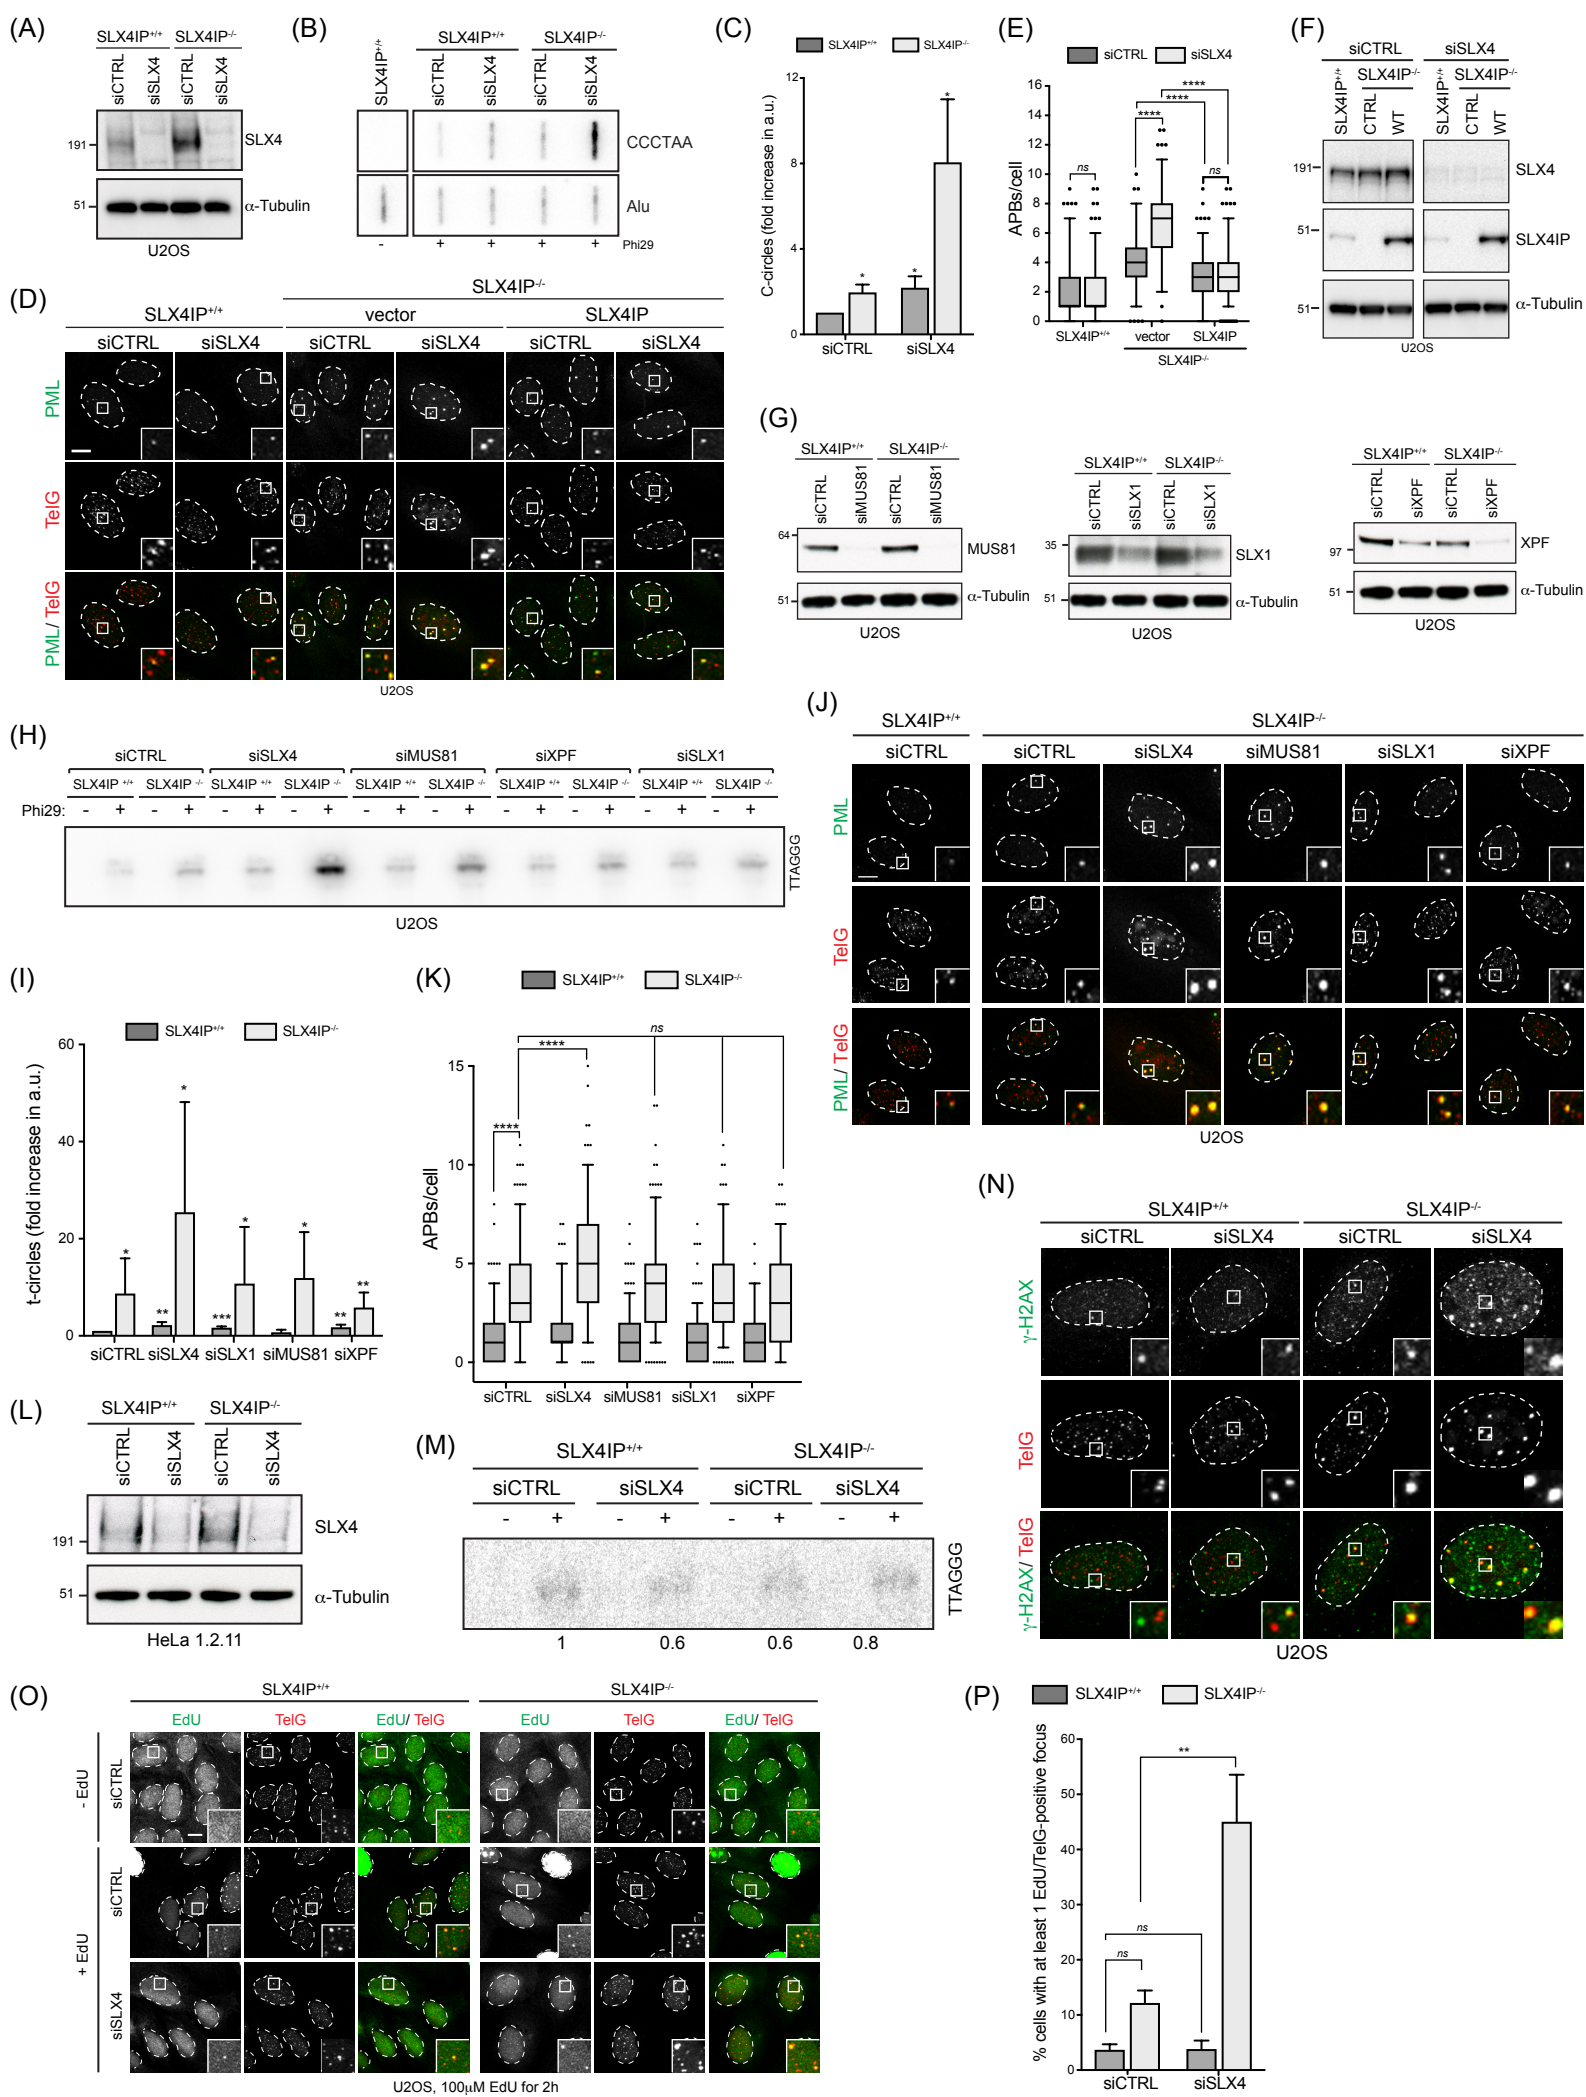 (A)
SLX4IP+/+ SLX4IP-/-
siCTRL siSLX4 siCTRL siSLX4
191 SLX4
51 α-Tubulin
U2OS
(B)
SLX4IP+/+ SLX4IP+/+ SLX4IP-/-
siCTRL siSLX4 siCTRL siSLX4
CCCTAA
Alu
- + + + + Phi29
(C)
SLX4IP+/+ SLX4IP-/-
C-circles (fold increase in a.u.)
12
8
4
0
* * *
siCTRL siSLX4
(D)
SLX4IP-/-
SLX4IP+/+ vector SLX4IP
siCTRL siSLX4 siCTRL siSLX4 siCTRL siSLX4
PML
TelG
PML/ TelG
U2OS
(E)
siCTRL siSLX4
APBs/cell
16
14
12
10
8
6
4
2
0
ns **** **** **** ns
SLX4IP+/+ vector SLX4IP
SLX4IP-/-
(F)
siCTRL siSLX4
SLX4IP+/+ SLX4IP-/- SLX4IP+/+ SLX4IP-/-
CTRL WT CTRL WT
191 SLX4
51 SLX4IP
51 α-Tubulin
U2OS
(G)
SLX4IP+/+ SLX4IP-/-
siCTRL siMUS81 siCTRL siMUS81
64 MUS81
51 α-Tubulin
U2OS
SLX4IP+/+ SLX4IP-/-
siCTRL siSLX1 siCTRL siSLX1
35 SLX1
51 α-Tubulin
U2OS
SLX4IP+/+ SLX4IP-/-
siCTRL siXPF siCTRL siXPF
97 XPF
51 α-Tubulin
U2OS
(H)
siCTRL siSLX4 siMUS81 siXPF siSLX1
SLX4IP +/+ SLX4IP -/- SLX4IP +/+ SLX4IP -/- SLX4IP +/+ SLX4IP -/- SLX4IP +/+ SLX4IP -/- SLX4IP +/+ SLX4IP -/-
Phi29: - + - + - + - + - + - + - + - + - + - +
TTAGGG
U2OS
(I)
SLX4IP+/+ SLX4IP-/-
t-circles (fold increase in a.u.)
60
40
20
0
* ** * *** * * ** **
siCTRL siSLX4 siSLX1 siMUS81 siXPF
(J)
SLX4IP+/+ SLX4IP-/-
siCTRL siCTRL siSLX4 siMUS81 siSLX1 siXPF
PML
TelG
PML/ TelG
U2OS
(K)
SLX4IP+/+ SLX4IP-/-
APBs/cell
15
10
5
0
**** **** ns
siCTRL siSLX4 siMUS81 siSLX1 siXPF
(L)
SLX4IP+/+ SLX4IP-/-
siCTRL siSLX4 siCTRL siSLX4
191 SLX4
51 α-Tubulin
HeLa 1.2.11
(M)
SLX4IP+/+ SLX4IP-/-
siCTRL siSLX4 siCTRL siSLX4
- + - + - + - +
TTAGGG
1 0.6 0.6 0.8
(N)
SLX4IP+/+ SLX4IP-/-
siCTRL siSLX4 siCTRL siSLX4
γ-H2AX
TelG
γ-H2AX/ TelG
U2OS
(O)
SLX4IP+/+ SLX4IP-/-
EdU TelG EdU/ TelG EdU TelG EdU/ TelG
- EdU siCTRL
+ EdU siCTRL
siSLX4
U2OS, 100μM EdU for 2h
(P)
SLX4IP+/+ SLX4IP-/-
% cells with at least 1 EdU/TelG-positive focus
60
50
40
30
20
10
0
ns ns **
siCTRL siSLX4